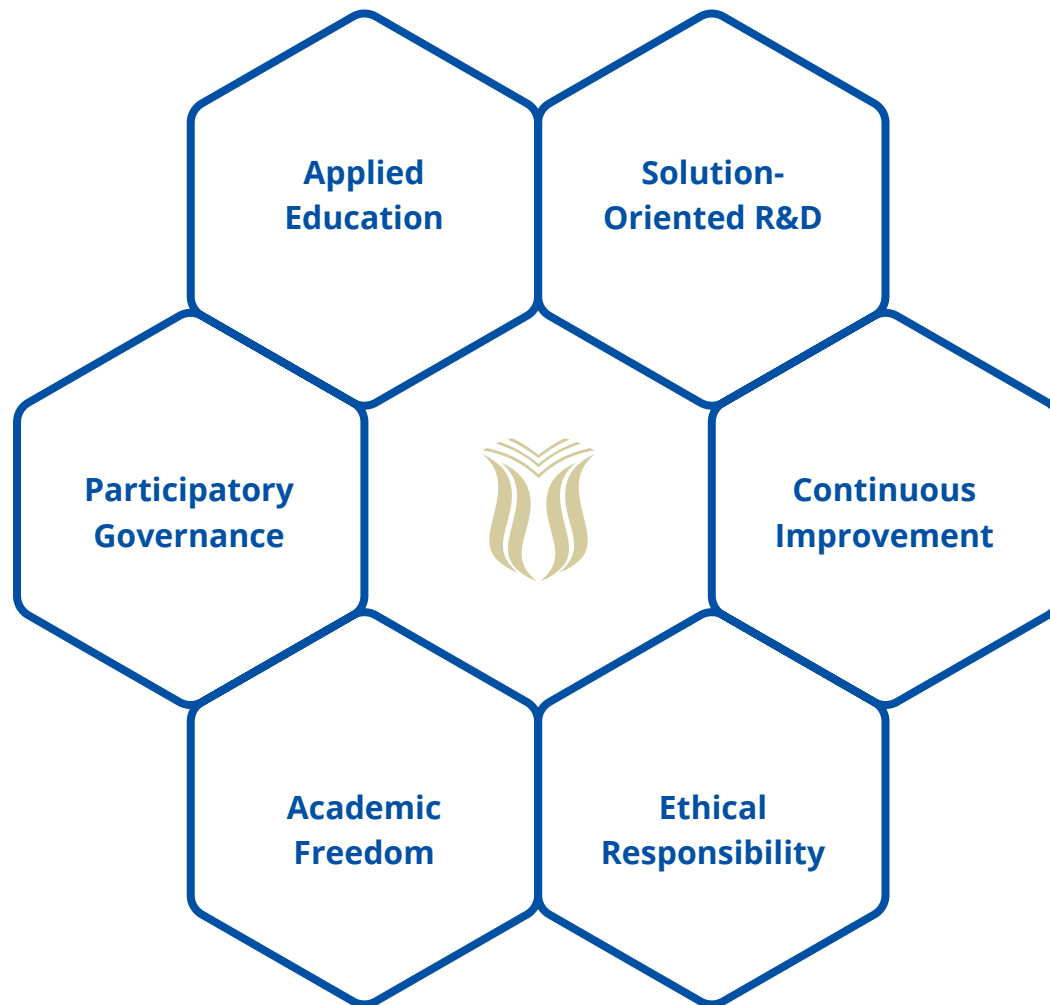 Applied
Education
Solution-
Oriented R&D
Participatory
Governance
Continuous
Improvement
Academic
Freedom
Ethical
Responsibility